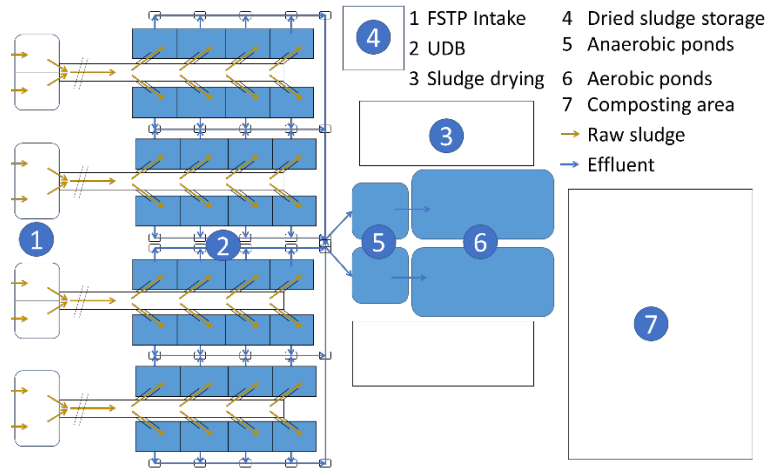 1 FSTP Intake
2 UDB
3 Sludge drying
4 Dried sludge storage
5 Anaerobic ponds
6 Aerobic ponds
7 Composting area
Raw sludge
Effluent
4
3
1
2
5
6
7